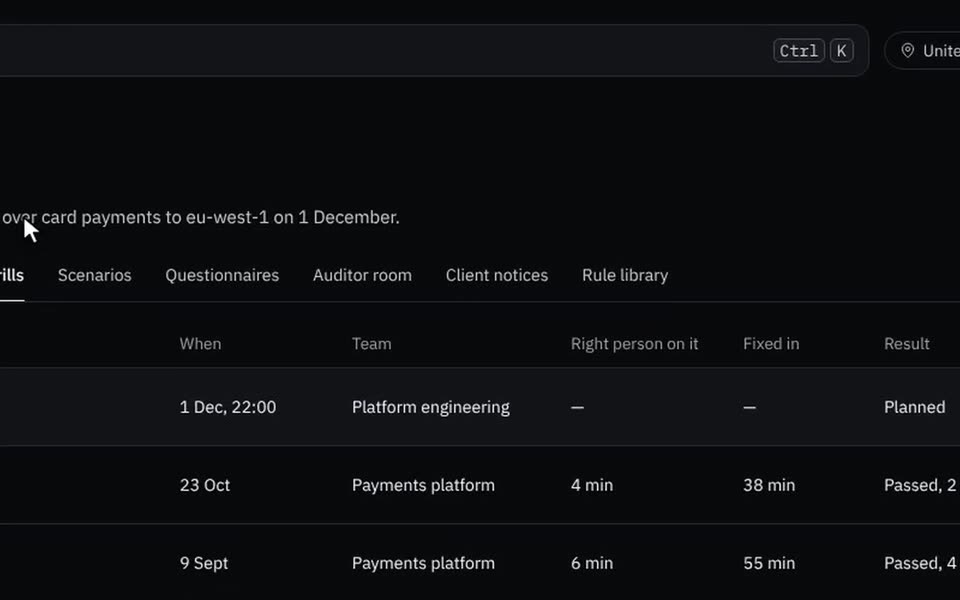 Ctrl K
Unite
over card payments to eu-west-1 on 1 December.
rills Scenarios Questionnaires Auditor room Client notices Rule library
When Team Right person on it Fixed in Result
1 Dec, 22:00 Platform engineering — — Planned
23 Oct Payments platform 4 min 38 min Passed, 2
9 Sept Payments platform 6 min 55 min Passed, 4